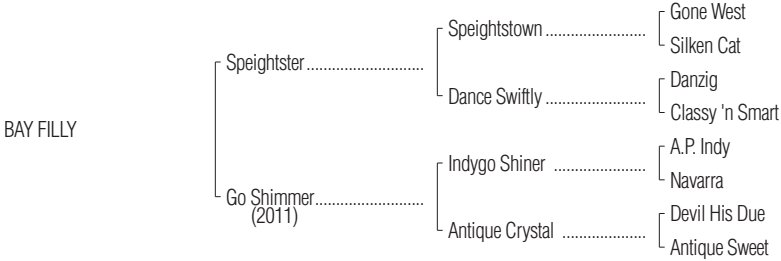 Gone West
Speightstown
Silken Cat
Speightster
Danzig
Dance Swiftly
Classy 'n Smart
BAY FILLY
A.P. Indy
Indygo Shiner
Navarra
Go Shimmer
(2011)
Devil His Due
Antique Crystal
Antique Sweet